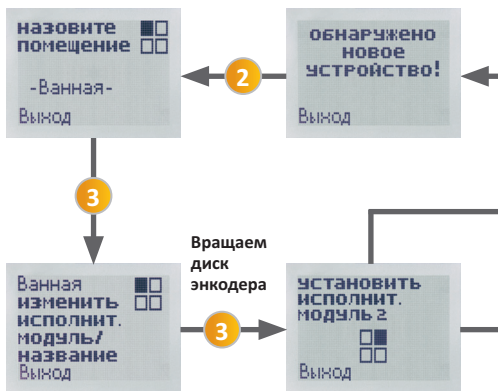 назовите
помещение
-Ванная-
Выход
2
обнаружено
новое
устройство!
Выход
3
Ванная
изменить
исполнит.
модуль/
название
Выход
Вращаем
диск
энкодера
3
установить
исполнит.
модуль 2
Выход